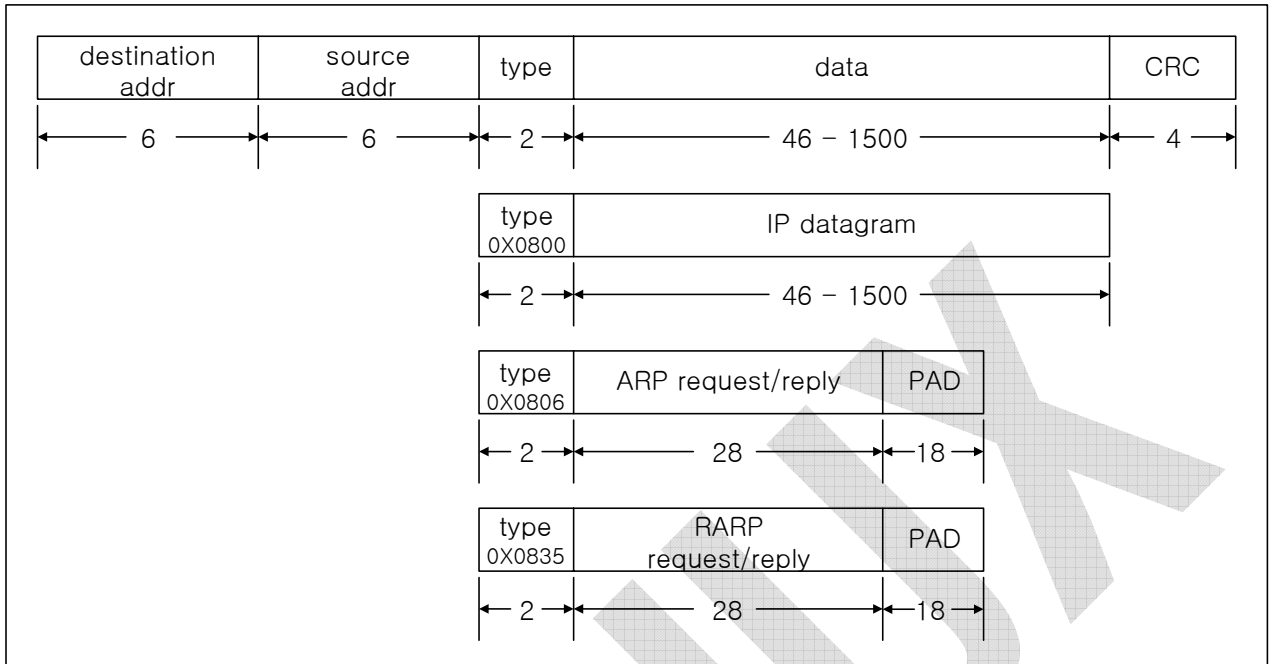 destination
addr
source
addr
type
data
CRC
6
6
2
46 - 1500
4
type
0X0800
IP datagram
2
46 - 1500
type
0X0806
ARP request/reply
PAD
2
28
18
type
0X0835
RARP
request/reply
PAD
2
28
18